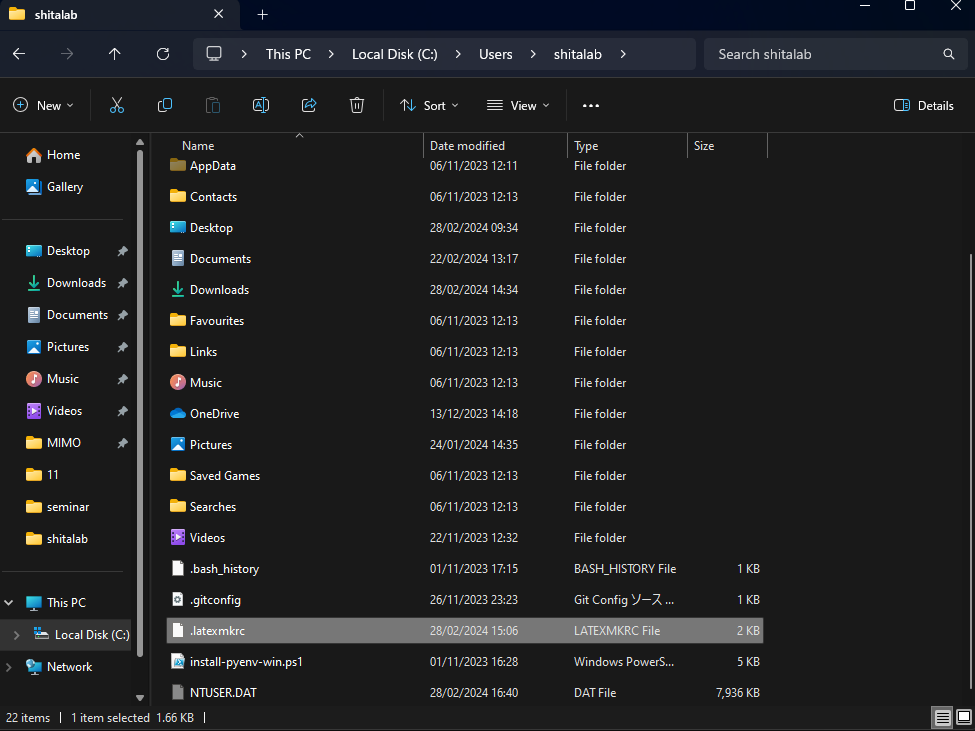 shitalab
This PC
Local Disk (C:)
Users
shitalab
Search shitalab
New
Sort
View
Details
Name
Date modified
Type
Size
Home
Gallery
Desktop
Downloads
Documents
Pictures
Music
Videos
MIMO
11
seminar
shitalab
This PC
Local Disk (C:)
Network
AppData 06/11/2023 12:11 File folder
Contacts 06/11/2023 12:13 File folder
Desktop 28/02/2024 09:34 File folder
Documents 22/02/2024 13:17 File folder
Downloads 28/02/2024 14:34 File folder
Favourites 06/11/2023 12:13 File folder
Links 06/11/2023 12:13 File folder
Music 06/11/2023 12:13 File folder
OneDrive 13/12/2023 14:18 File folder
Pictures 24/01/2024 14:35 File folder
Saved Games 06/11/2023 12:13 File folder
Searches 06/11/2023 12:13 File folder
Videos 22/11/2023 12:32 File folder
.bash_history 01/11/2023 17:15 BASH_HISTORY File 1 KB
.gitconfig 26/11/2023 23:23 Git Config ソース ... 1 KB
.latexmkrc 28/02/2024 15:06 LATEXMKRC File 2 KB
install-pyenv-win.ps1 01/11/2023 16:28 Windows PowerS... 5 KB
NTUSER.DAT 28/02/2024 16:40 DAT File 7,936 KB
22 items
1 item selected 1.66 KB